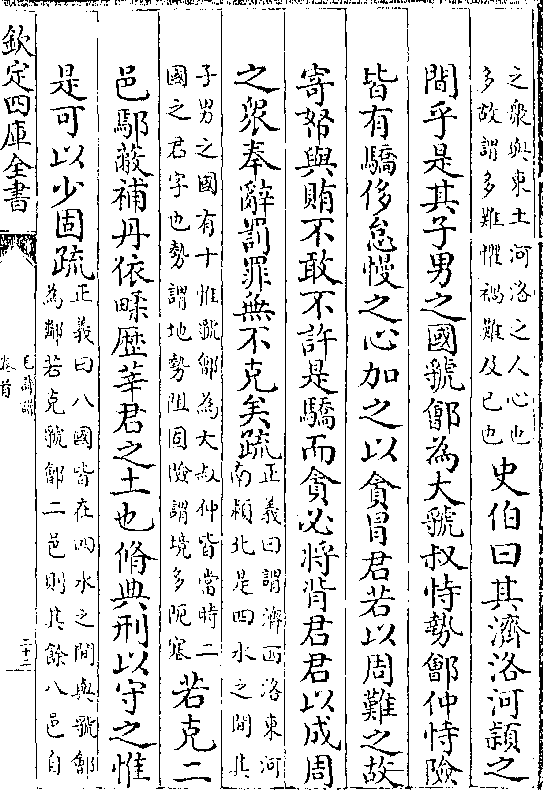 之衆與東土河洛之人心也
多故謂多難懼禍難及已也
史伯曰其濟洛河潁之
間乎是其子男之國虢鄶為大虢叔恃勢鄶仲恃險
皆有驕侈怠慢之心加之以貪冒君若以周難之故
寄帑與賄不敢不許是驕而貪必將背君君以成周
之衆奉辭罰罪無不克矣疏
正義曰謂濟西洛東河
南潁北是四水之間其
子男之國有十惟虢鄶為大叔仲皆當時二
國之君字也勢謂地勢阻固險謂境多阨塞
若克二
邑鄢蔽補丹依㽥歷莘君之土也脩典刑以守之惟
是可以少固疏
正義曰八國皆在四水之間與虢鄶
為鄰若克虢鄶二邑則其餘八邑自
欽定四庫全書
毛詩譜
卷首
二十二